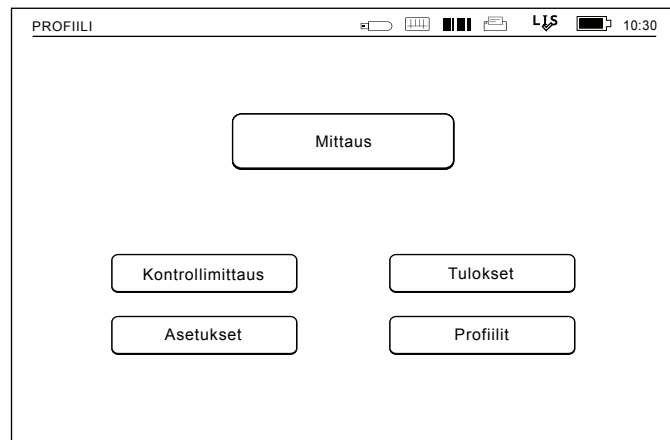 PROFIILI LIS 10:30
Mittaus
Kontrollimittaus Tulokset
Asetukset Profiilit